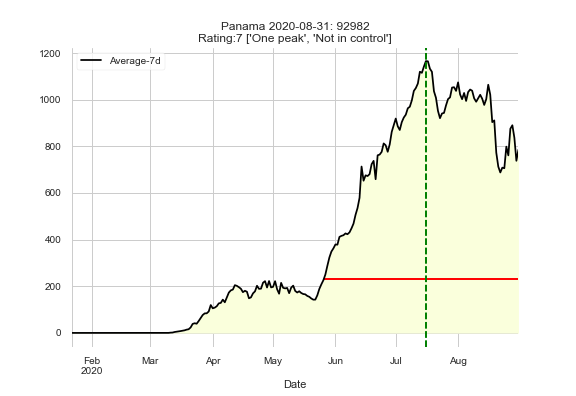 Panama 2020-08-31: 92982
Rating:7 ['One peak', 'Not in control']
Average-7d
1200
1000
800
600
400
200
0
Feb Mar Apr May Jun Jul Aug
2020
Date